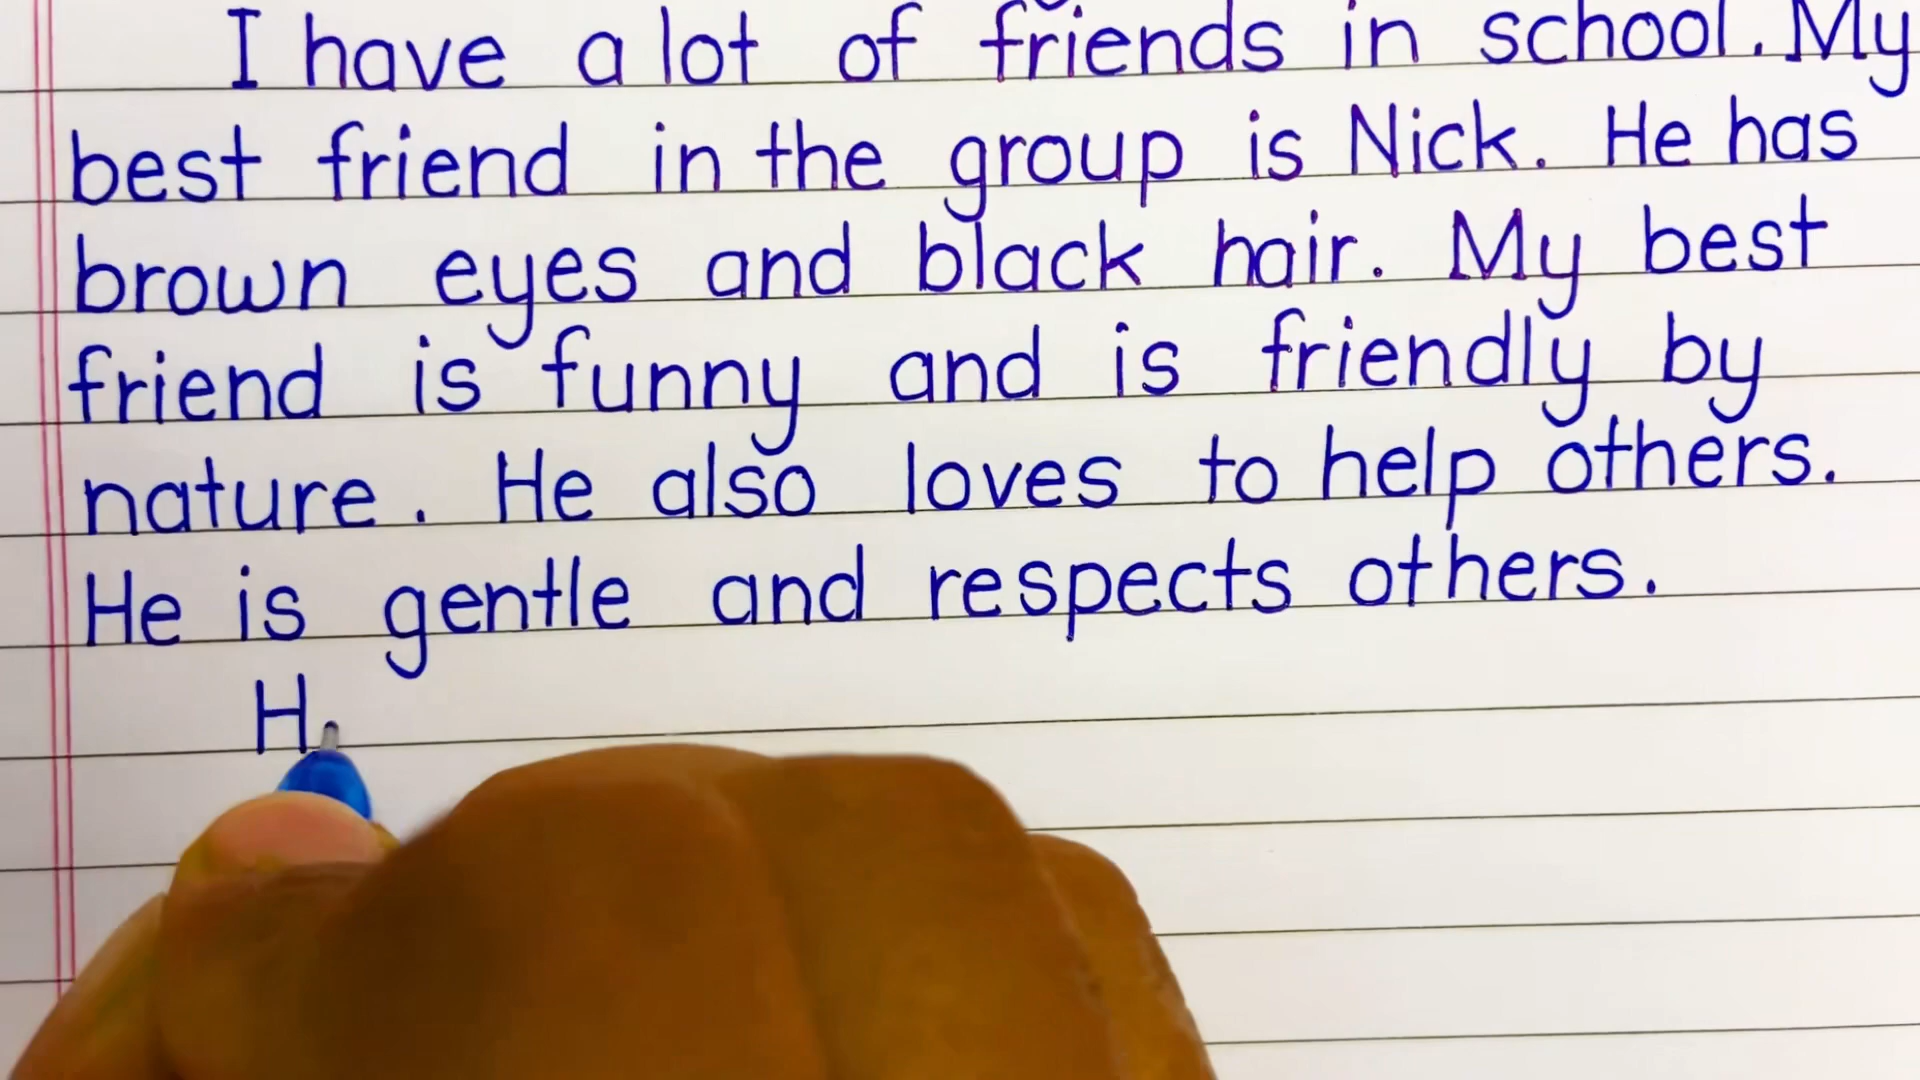 I have a lot of friends in school. My
best friend in the group is Nick. He has
brown eyes and black hair. My best
friend is funny and is friendly by
nature. He also loves to help others.
He is gentle and respects others.
H